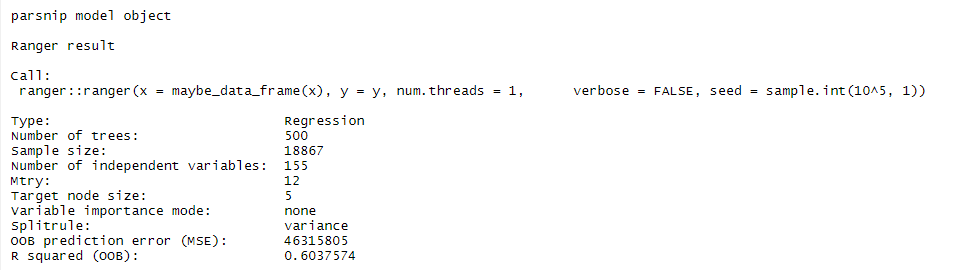 parsnip model object
Ranger result
Call:
ranger::ranger(x = maybe_data_frame(x), y = y, num.threads = 1,      verbose = FALSE, seed = sample.int(10^5, 1))
Type:                             Regression
Number of trees:                  500
Sample size:                      18867
Number of independent variables:  155
Mtry:                             12
Target node size:                 5
Variable importance mode:         none
Splitrule:                        variance
OOB prediction error (MSE):       46315805
R squared (OOB):                  0.6037574